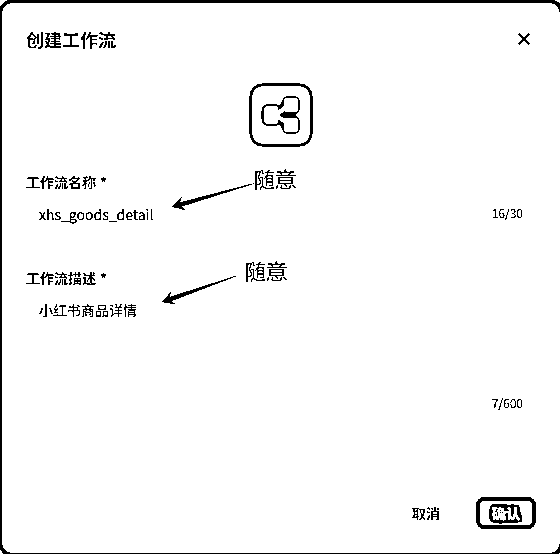 创建工作流
工作流名称 *
随意
xhs_goods_detail
16/30
工作流描述 *
随意
小红书商品详情
7/600
取消
确认